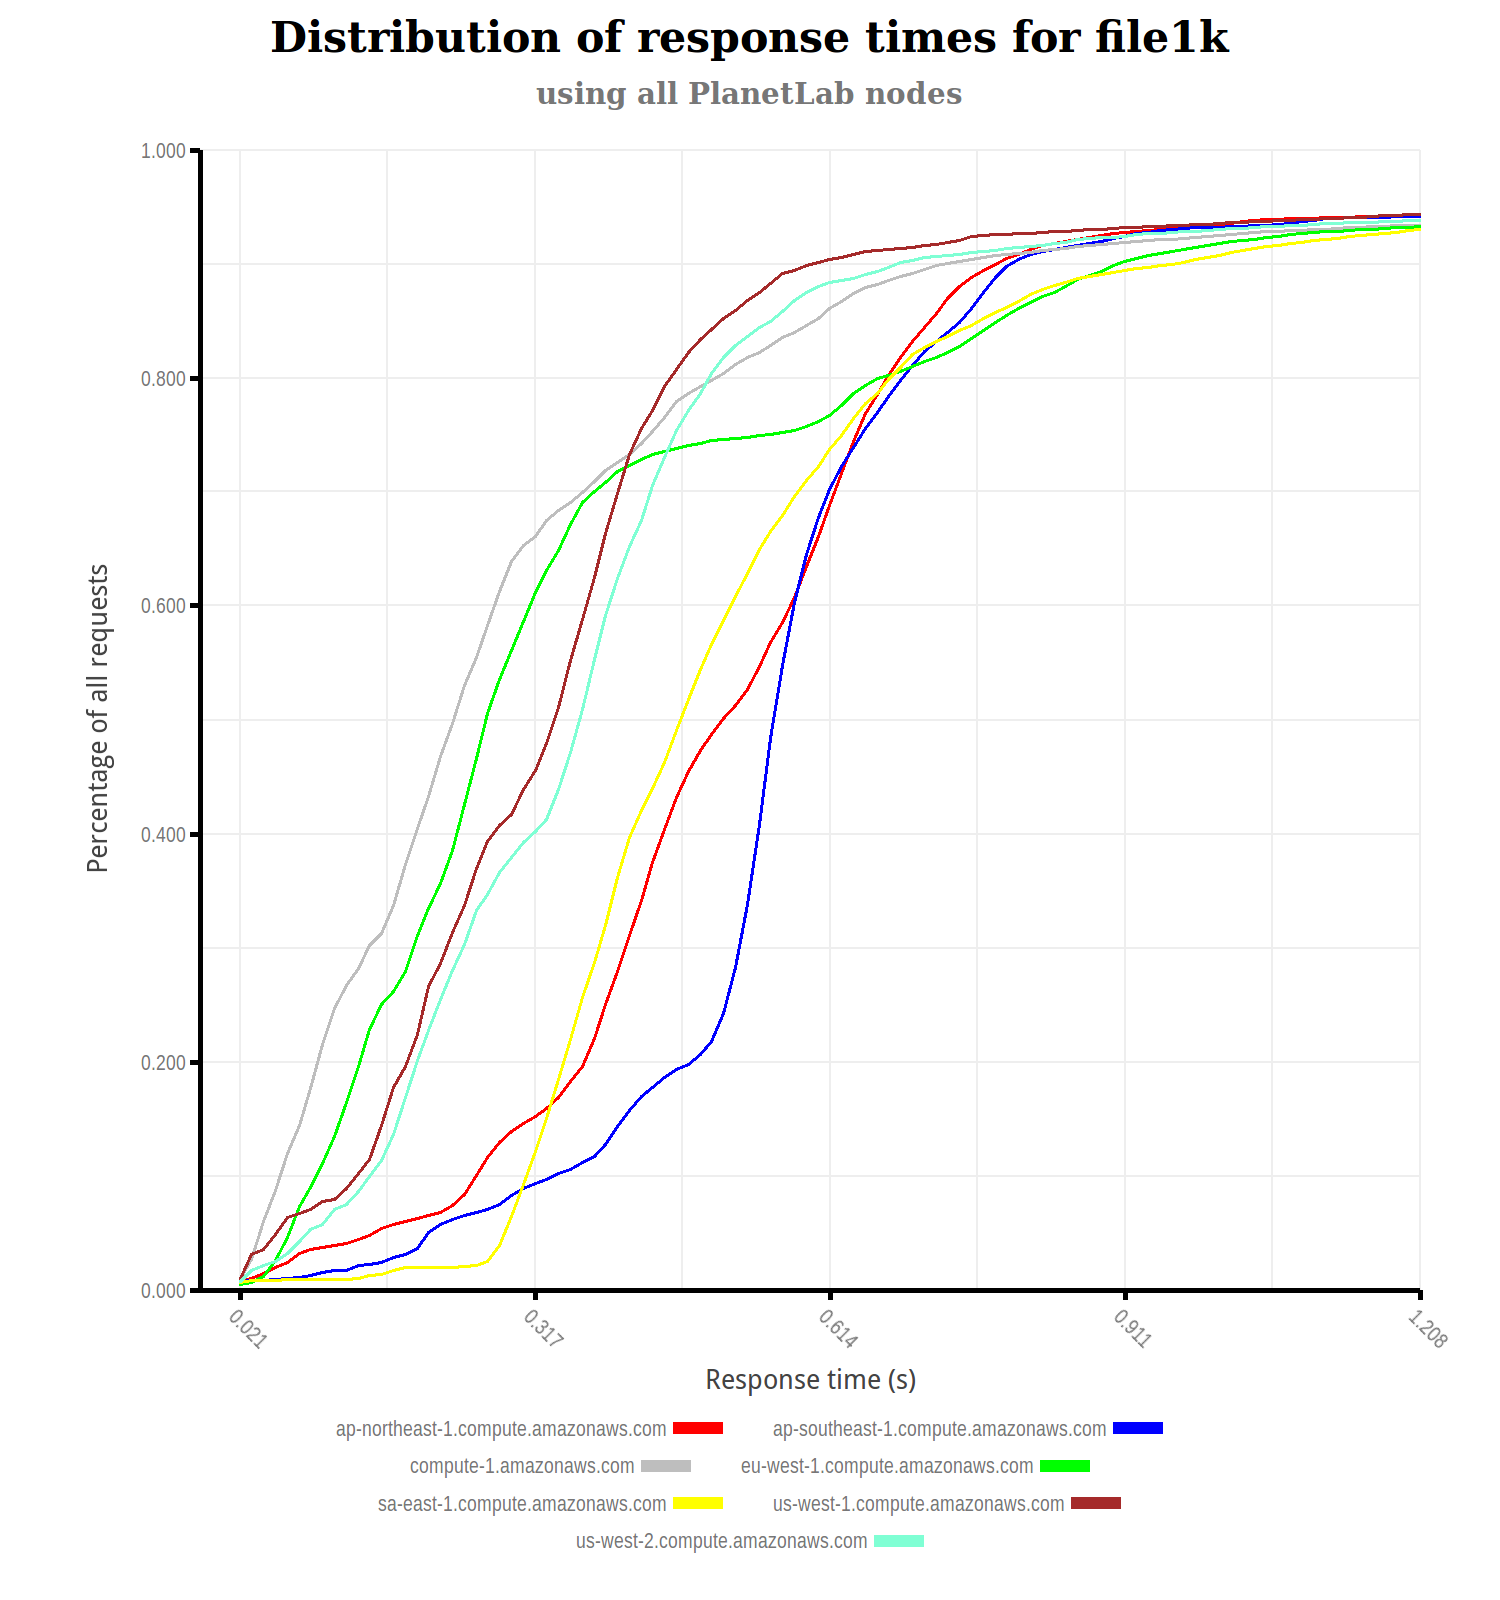 Distribution of response times for file1k
using all PlanetLab nodes
1.000
0.800
0.600
0.400
0.200
0.000
Percentage of all requests
0.021 0.317 0.614 0.911 1.208
Response time (s)
ap-northeast-1.compute.amazonaws.com ap-southeast-1.compute.amazonaws.com
compute-1.amazonaws.com eu-west-1.compute.amazonaws.com
sa-east-1.compute.amazonaws.com us-west-1.compute.amazonaws.com
us-west-2.compute.amazonaws.com